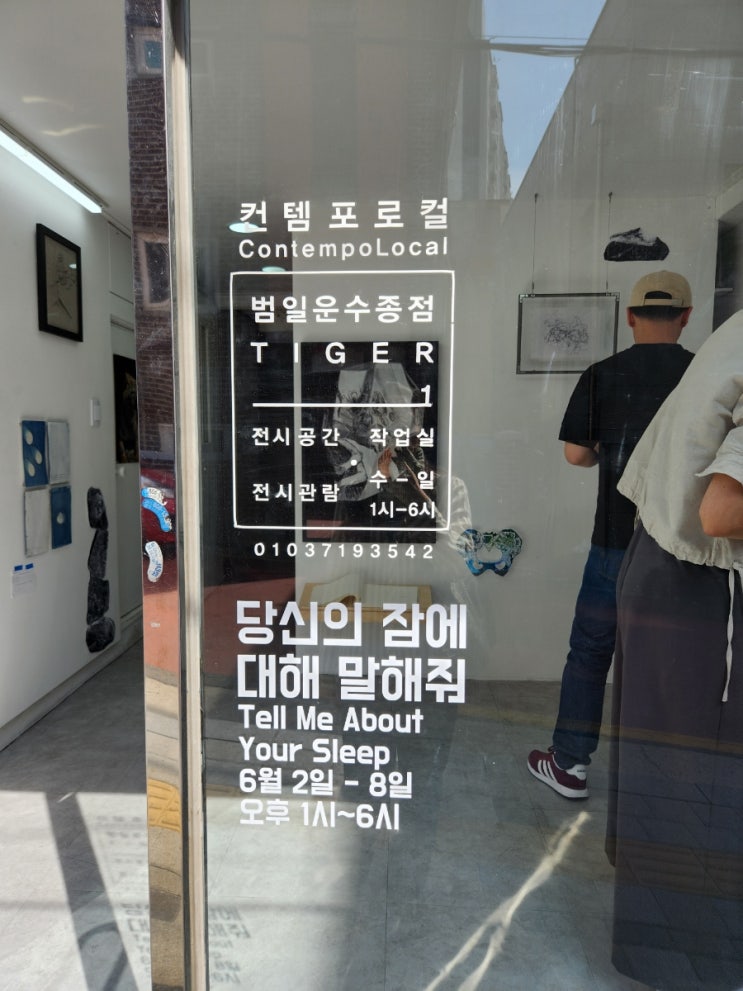 컨템포로컬
ContempoLocal
범일운수종점
TIGER
1
전시공간 작업실
·
전시관람 수-일
1시-6시
01037193542
당신의 잠에
대해 말해줘
Tell Me About
Your Sleep
6월 2일 - 8일
오후 1시~6시